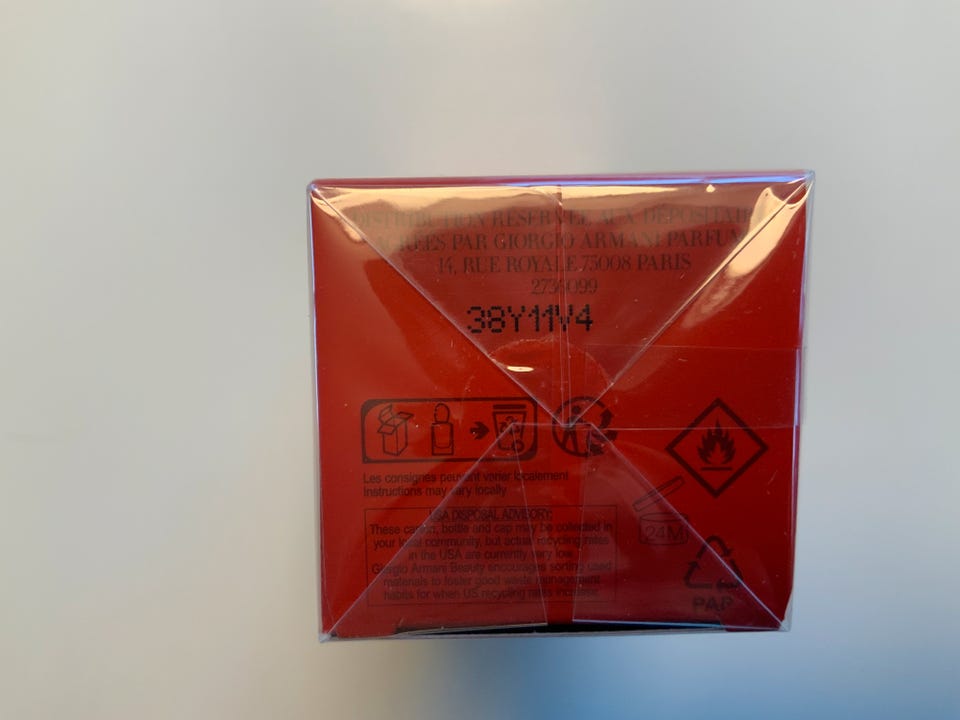 DISTRIBUTION RÉSERVÉE AUX DÉPOSITAIRES
AGRÉÉS PAR GIORGIO ARMANI PARFUMS
14, RUE ROYALE 75008 PARIS
38Y11V4
Les consignes peuvent varier localement
Instructions may vary locally
USA DISPOSAL ADVISORY:
These carton, bottle and cap may be collected in
your local community, but actual recycling rates
in the USA are currently very low.
Giorgio Armani Beauty encourages sorting used
materials to foster good waste management
habits for when US recycling rates increase.
24M
PAP